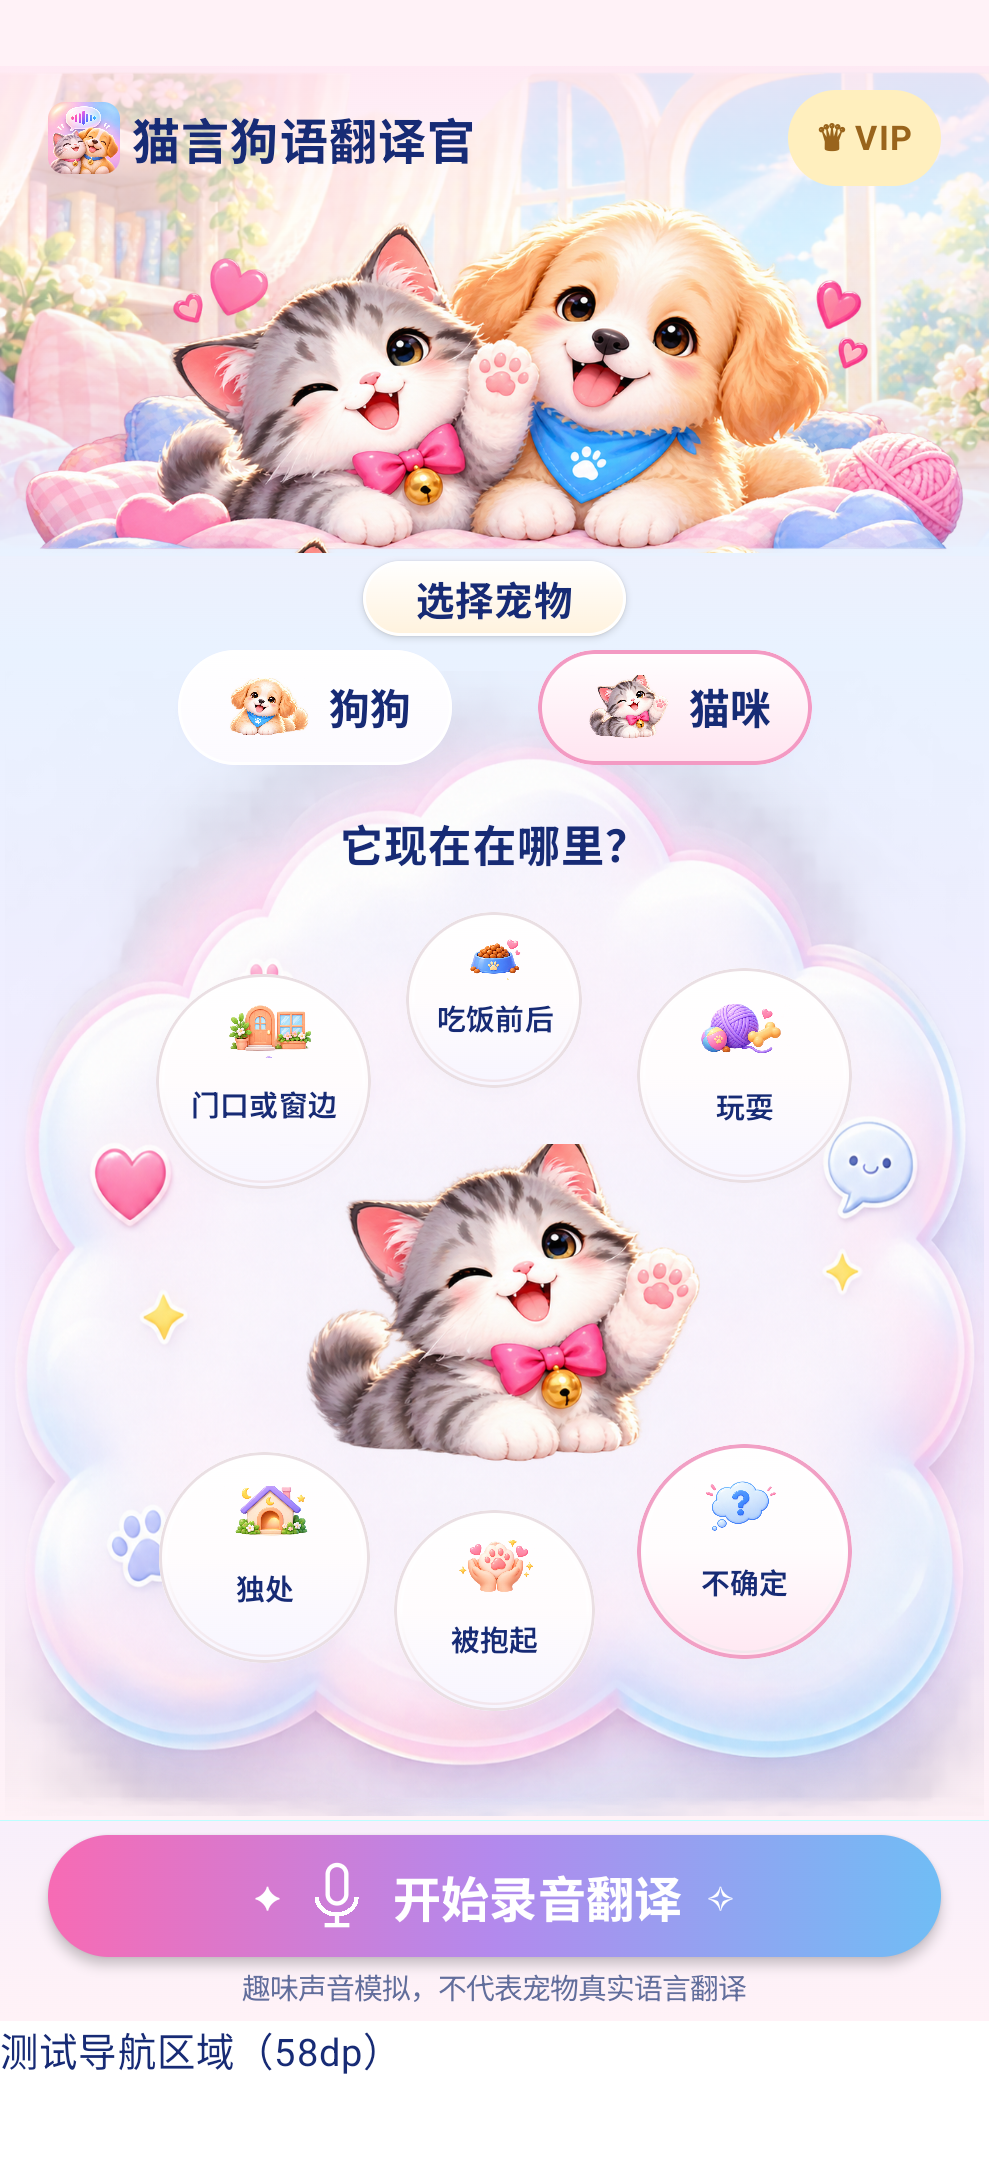 猫言狗语翻译官
VIP
选择宠物
狗狗
猫咪
它现在在哪里?
吃饭前后
门口或窗边
玩耍
独处
不确定
被抱起
开始录音翻译
趣味声音模拟，不代表宠物真实语言翻译
测试导航区域（58dp）